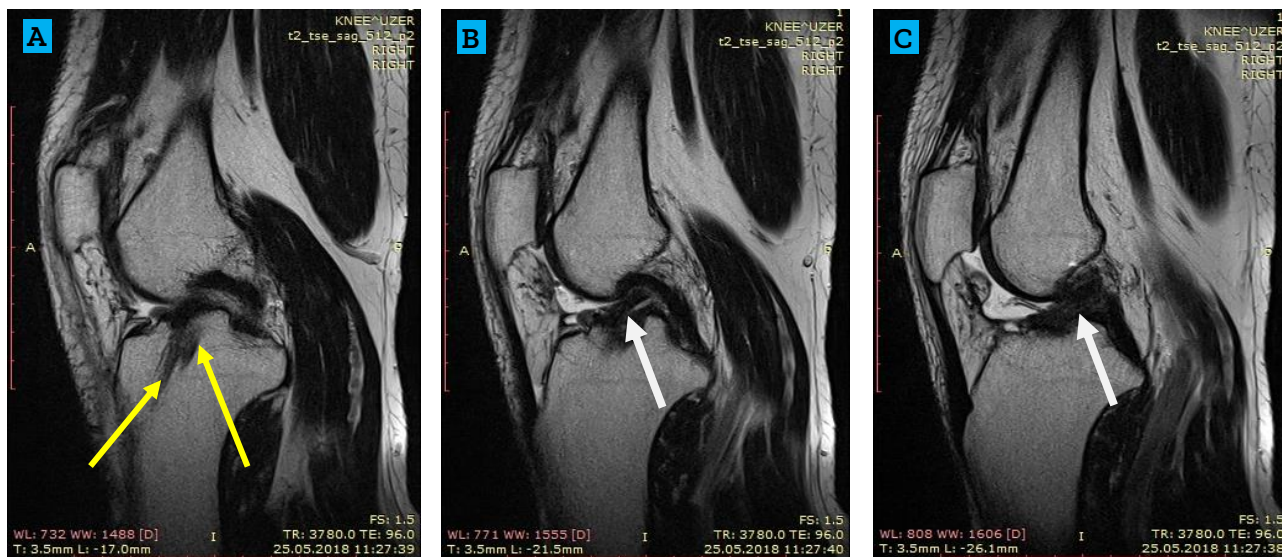 A
KNEE^UZER
t2_tse_sag_512_p2
RIGHT
RIGHT
A
P
FS: 1.5
WL: 732 WW: 1488 [D]
TR: 3780.0 TE: 96.0
T: 3.5mm L: -17.0mm
I
25.05.2018 11:27:39
B
1
KNEE^UZER
t2_tse_sag_512_p2
RIGHT
RIGHT
A
P
FS: 1.5
WL: 771 WW: 1555 [D]
TR: 3780.0 TE: 96.0
T: 3.5mm L: -21.5mm
I
25.05.2018 11:27:40
C
1
KNEE^UZER
t2_tse_sag_512_p2
RIGHT
RIGHT
A
P
FS: 1.5
WL: 808 WW: 1606 [D]
TR: 3780.0 TE: 96.0
T: 3.5mm L: -26.1mm
I
25.05.2018 11:27:38